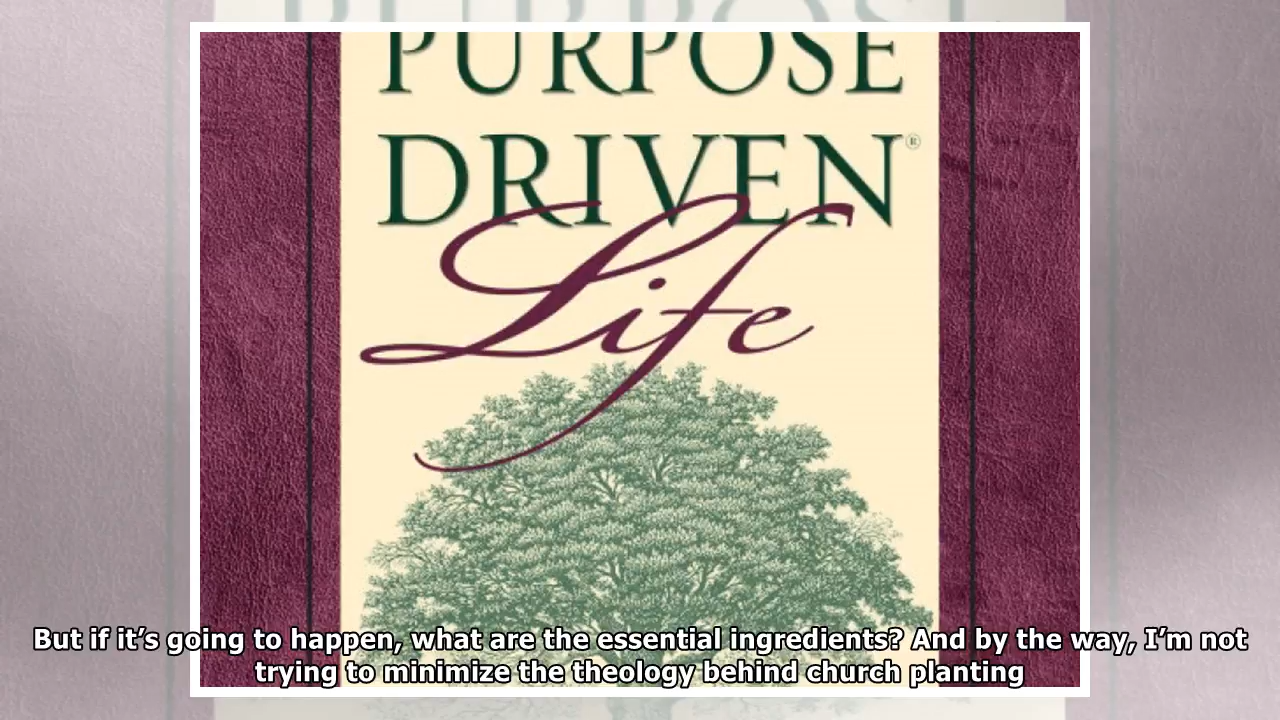 PURPOSE
DRIVEN®
Life
But if it’s going to happen, what are the essential ingredients? And by the way, I’m not
trying to minimize the theology behind church planting